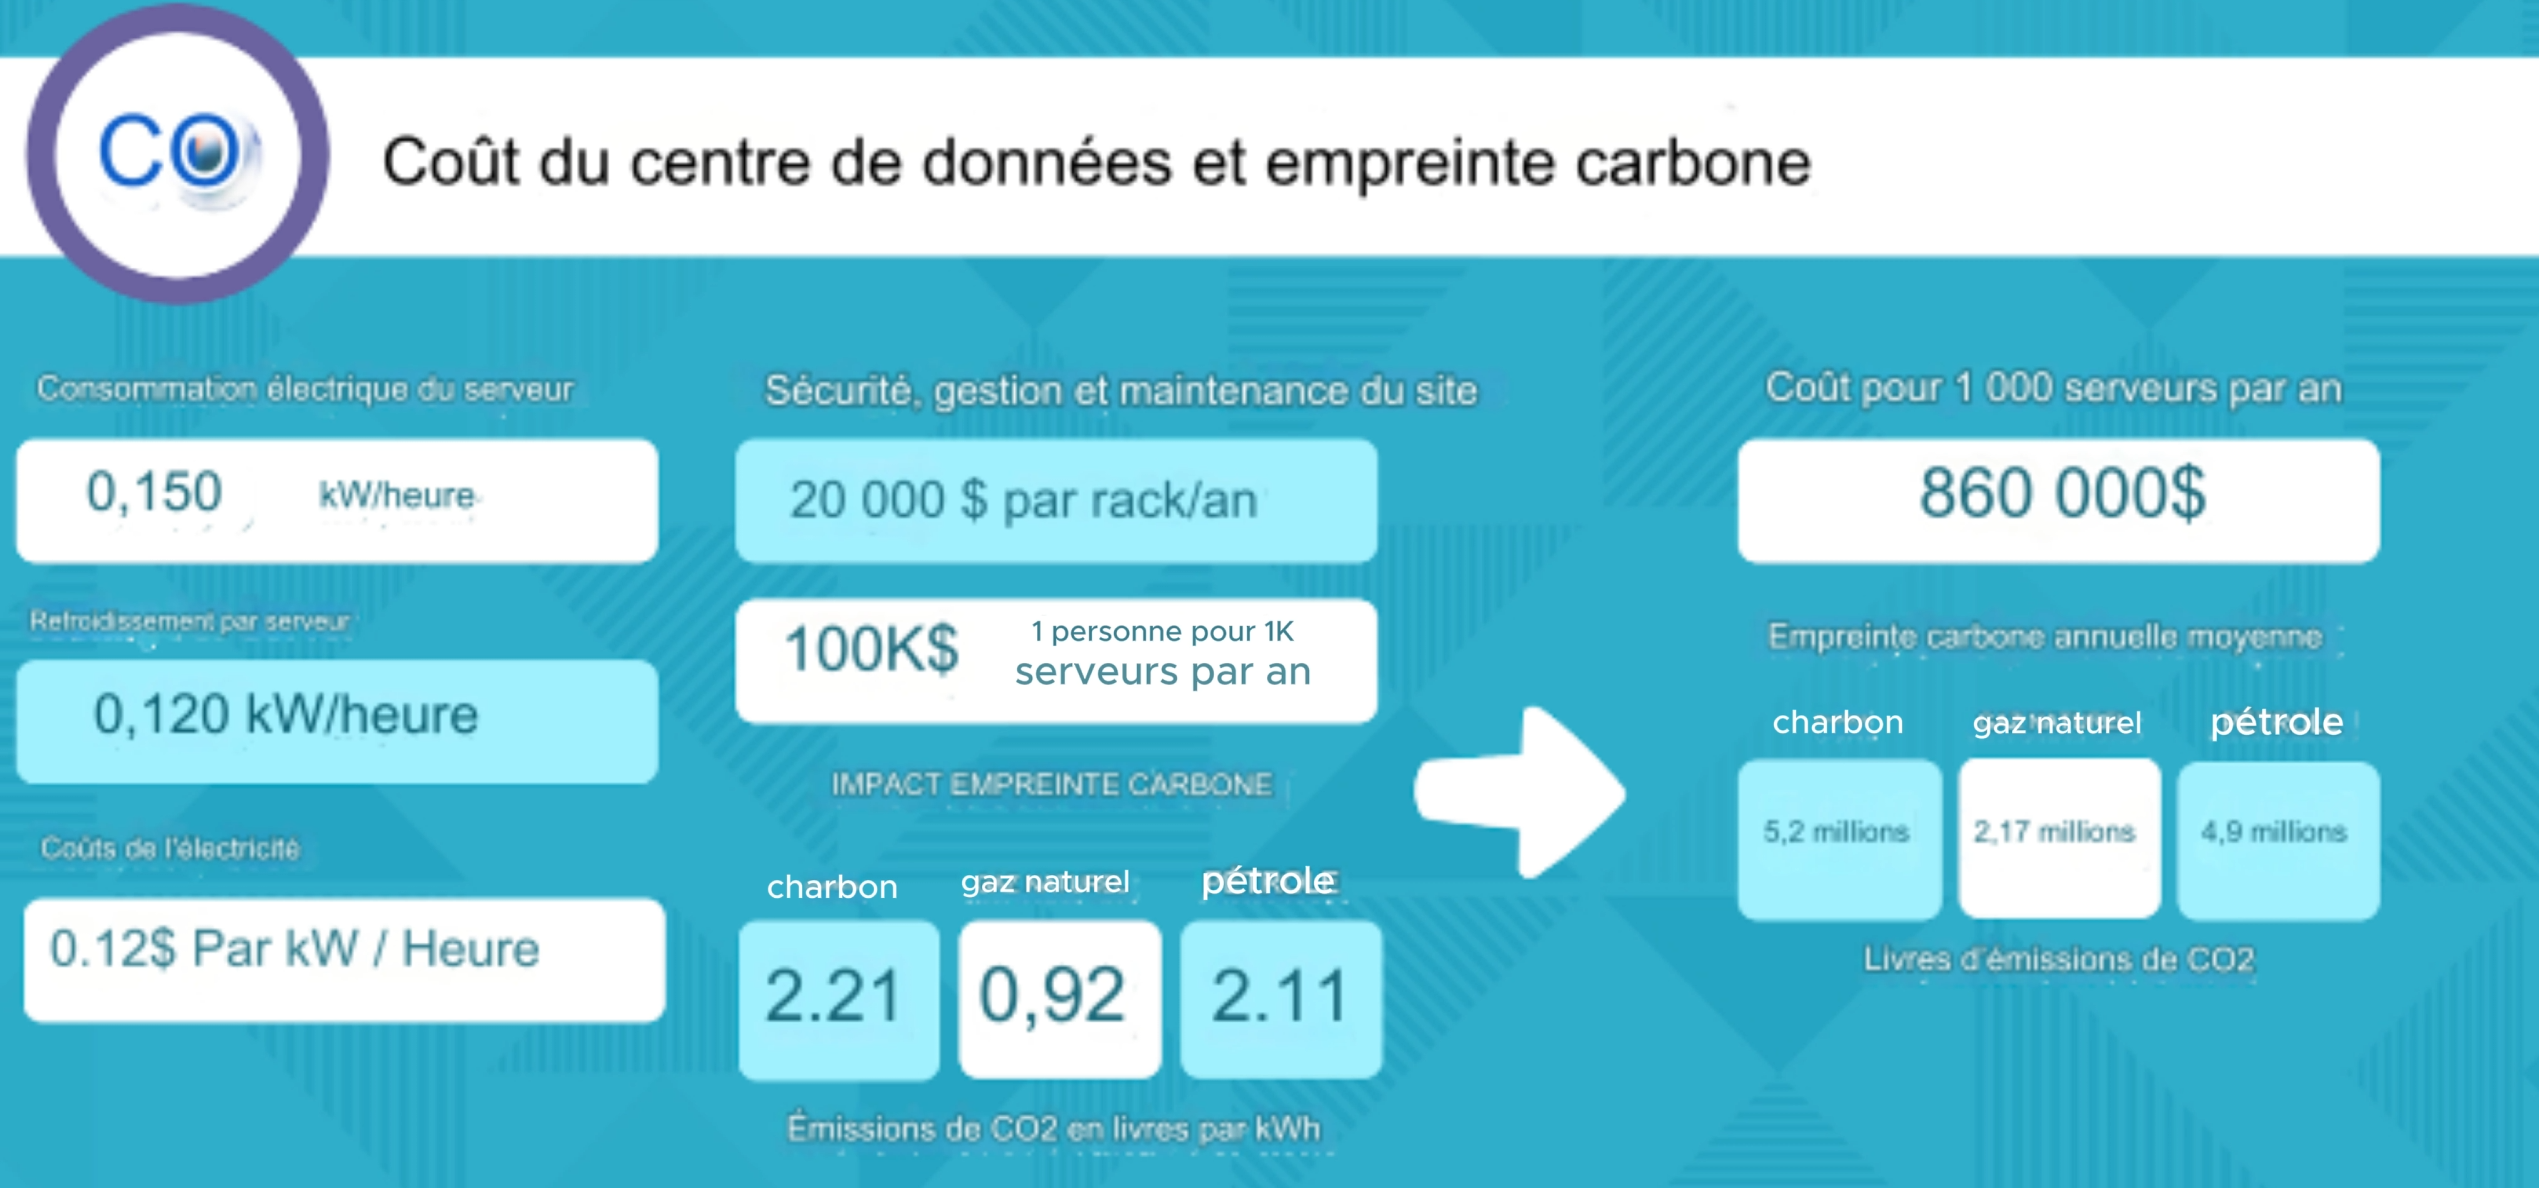 CO
Coût du centre de données et empreinte carbone
Consommation électrique du serveur
0,150 kW/heure
Refroidissement par serveur
0,120 kW/heure
Coûts de l'électricité
0.12$ Par kW / Heure
Sécurité, gestion et maintenance du site
20 000 $ par rack/an
100K$
1 personne pour 1K
serveurs par an
IMPACT EMPREINTE CARBONE
charbon gaz naturel pétrole
2.21 0,92 2.11
Émissions de CO2 en livres par kWh
Coût pour 1 000 serveurs par an
860 000$
Empreinte carbone annuelle moyenne
charbon gaz naturel pétrole
5,2 millions 2,17 millions 4,9 millions
Livres d'émissions de CO2